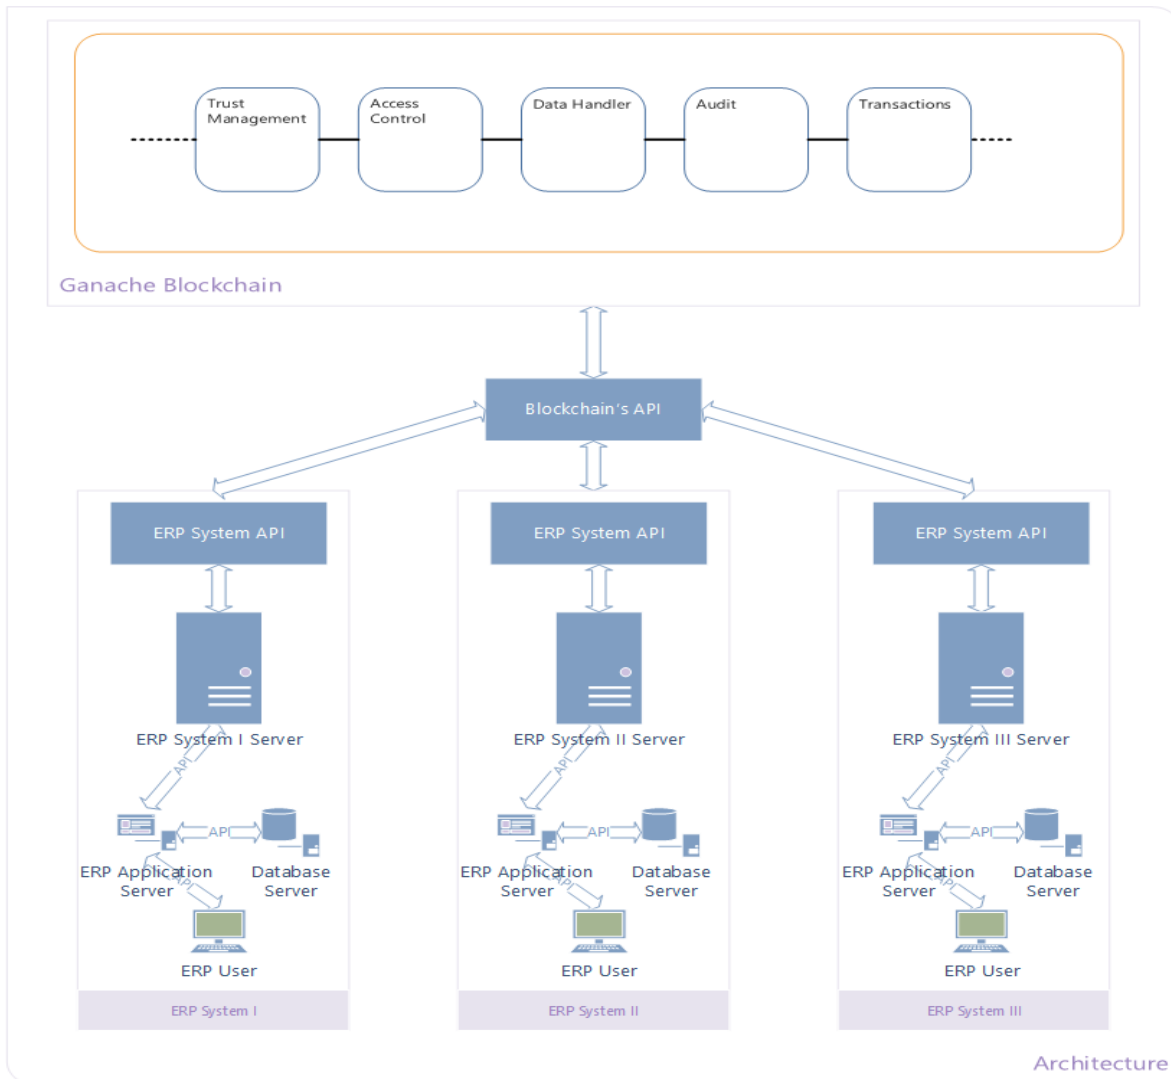 Trust
Management
Access
Control
Data Handler
Audit
Transactions
Ganache Blockchain
Blockchain's API
ERP System API
ERP System API
ERP System API
ERP System I Server
ERP System II Server
ERP System III Server
API
API
API
API
API
API
ERP Application
Server
Database
Server
ERP Application
Server
Database
Server
ERP Application
Server
Database
Server
API
API
API
ERP User
ERP User
ERP User
ERP System I
ERP System II
ERP System III
Architecture